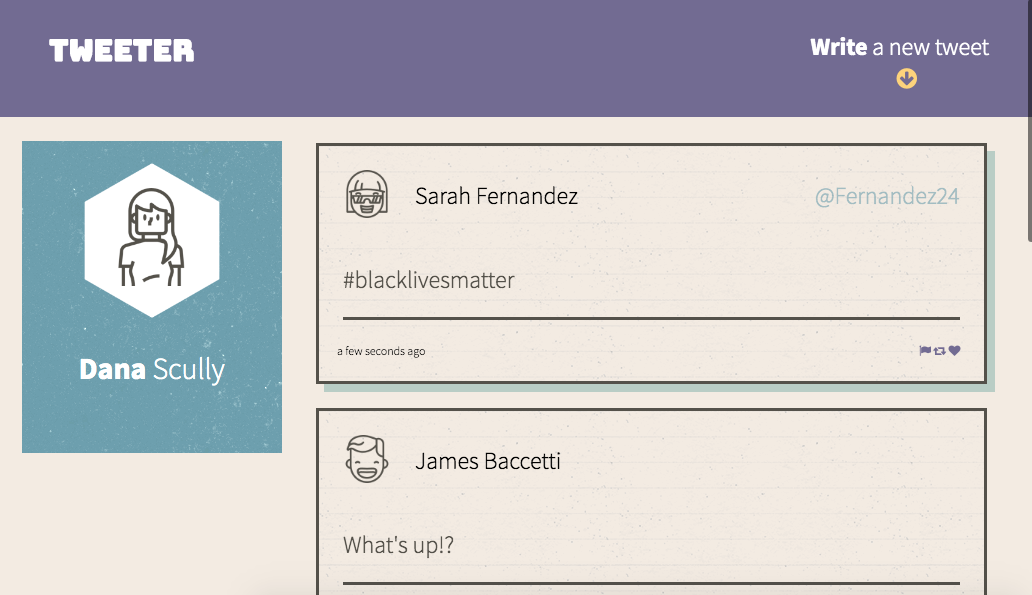 TWEETER
Write a new tweet
Dana Scully
Sarah Fernandez
@Fernandez24
#blacklivesmatter
a few seconds ago
James Baccetti
What's up!?